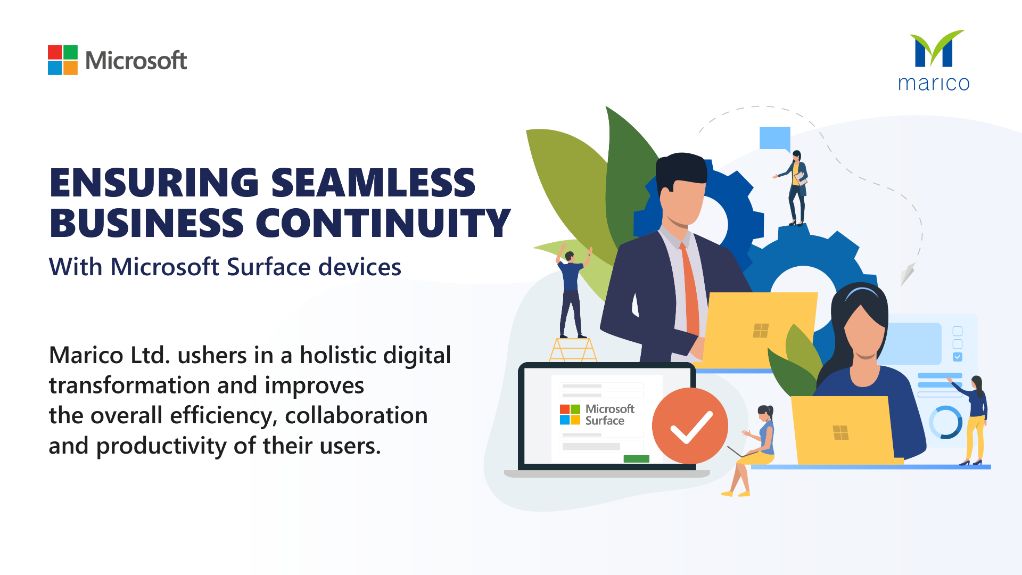 Microsoft
marico
ENSURING SEAMLESS
BUSINESS CONTINUITY
With Microsoft Surface devices
Marico Ltd. ushers in a holistic digital
transformation and improves
the overall efficiency, collaboration
and productivity of their users.
Microsoft
Surface